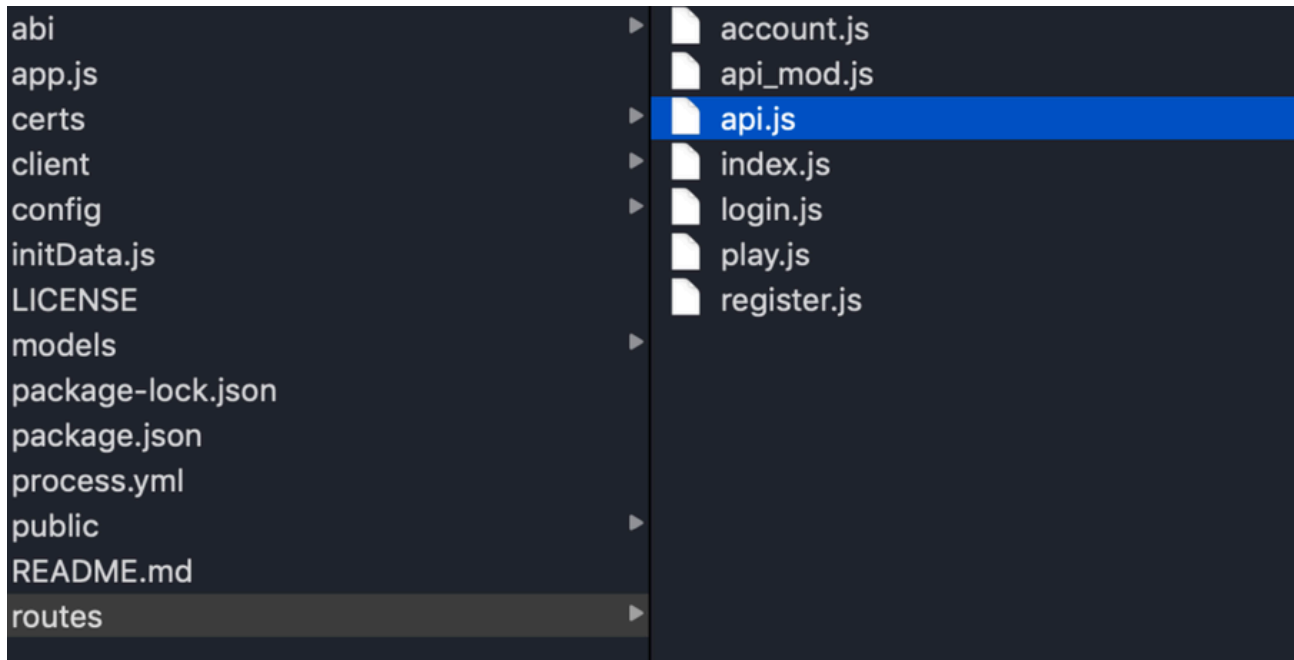 abi
app.js
certs
client
config
initData.js
LICENSE
models
package-lock.json
package.json
process.yml
public
README.md
routes
account.js
api_mod.js
api.js
index.js
login.js
play.js
register.js